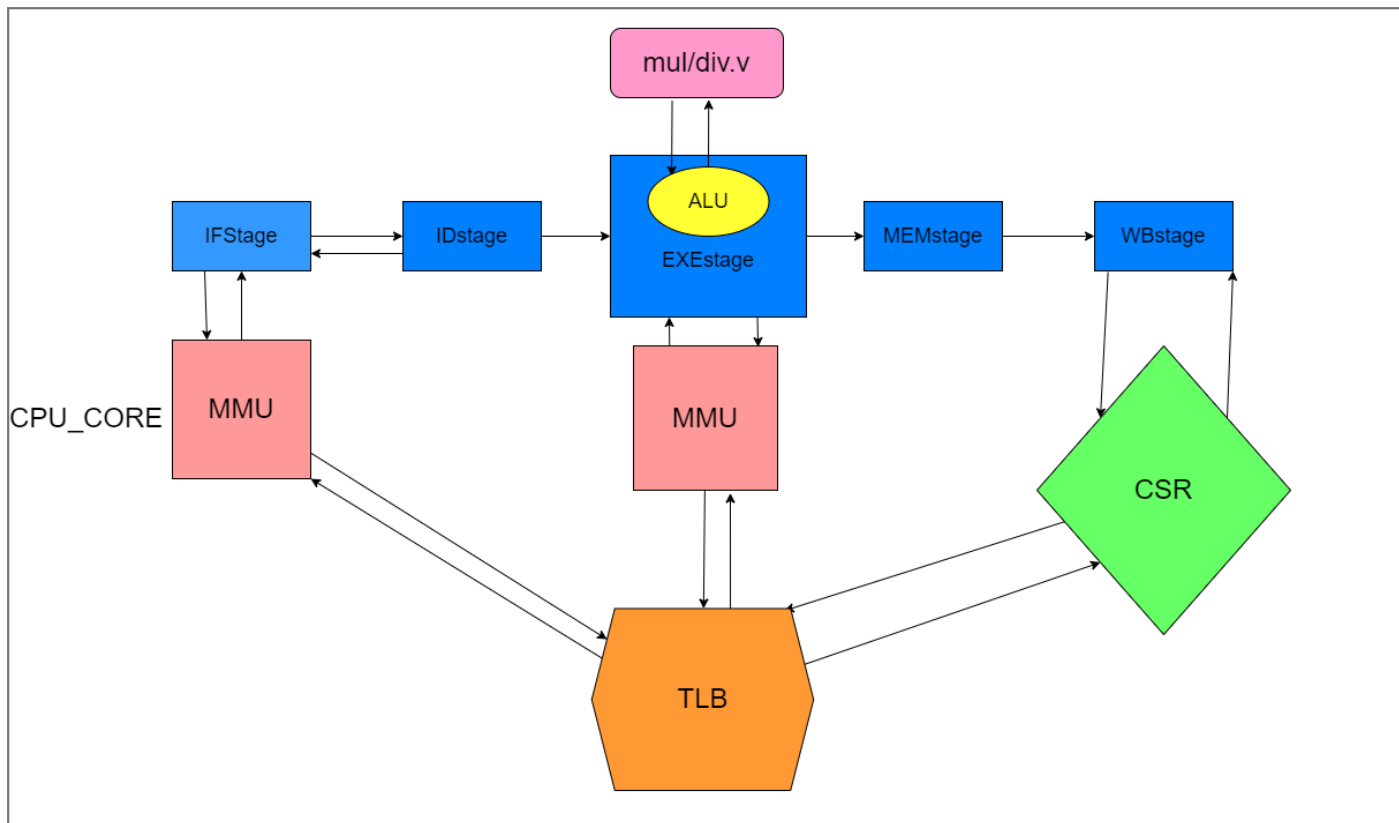 mul/div.v
ALU
IFStage
IDstage
EXEstage
MEMstage
WBstage
CPU_CORE
MMU
MMU
CSR
TLB